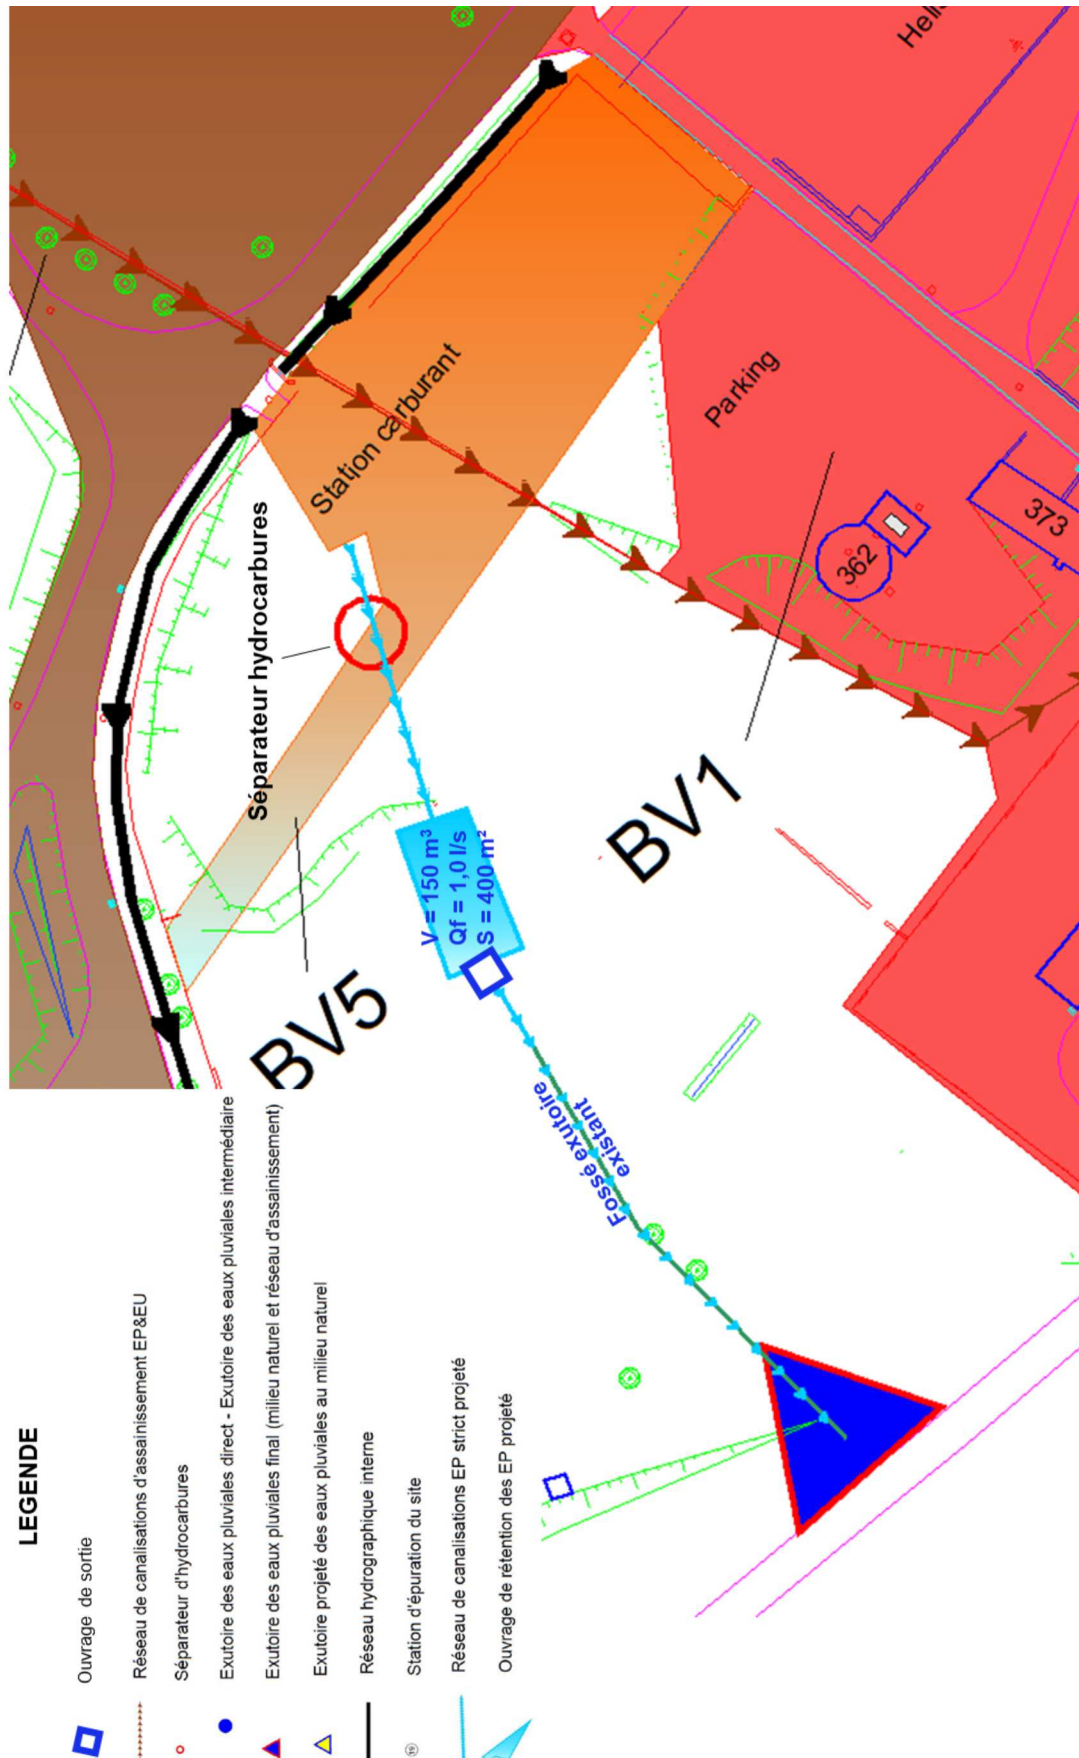 Helic
Station carburant
Parking
Séparateur hydrocarbures
362
373
V = 150 m³
Qf = 1,0 l/s
S = 400 m²
BV1
BV5
Fossé exutoire
existant
LEGENDE
Ouvrage de sortie
Réseau de canalisations d'assainissement EP&EU
Séparateur d'hydrocarbures
Exutoire des eaux pluviales direct - Exutoire des eaux pluviales intermédiaire
Exutoire des eaux pluviales final (milieu naturel et réseau d'assainissement)
Exutoire projeté des eaux pluviales au milieu naturel
Réseau hydrographique interne
Station d'épuration du site
Réseau de canalisations EP strict projeté
Ouvrage de rétention des EP projeté